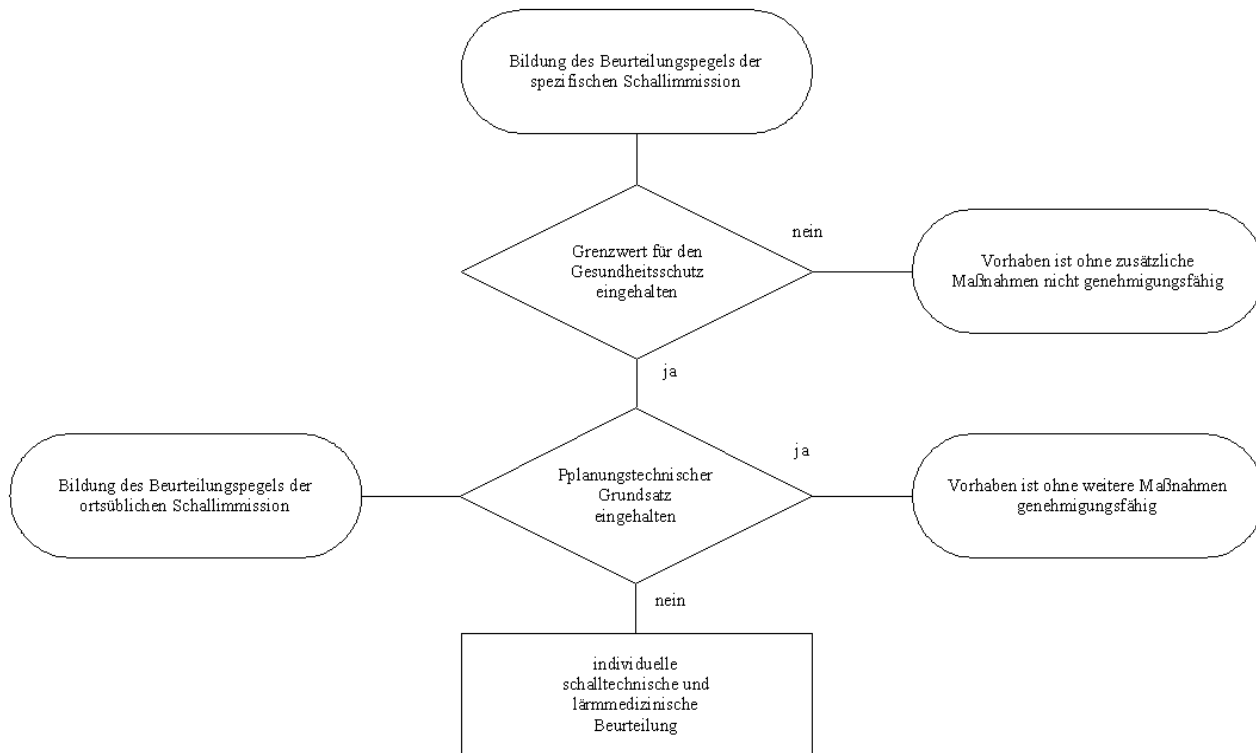 Bildung des Beurteilungspegels der
spezifischen Schallimmission
nein
Grenzwert für den
Gesundheitsschutz
eingehalten
Vorhaben ist ohne zusätzliche
Maßnahmen nicht genehmigungsfähig
ja
Bildung des Beurteilungspegels der
ortsüblichen Schallimmission
Pplanungstechnischer
Grundsatz
eingehalten
ja
Vorhaben ist ohne weitere Maßnahmen
genehmigungsfähig
nein
individuelle
schalltechnische und
lärmmedizinische
Beurteilung